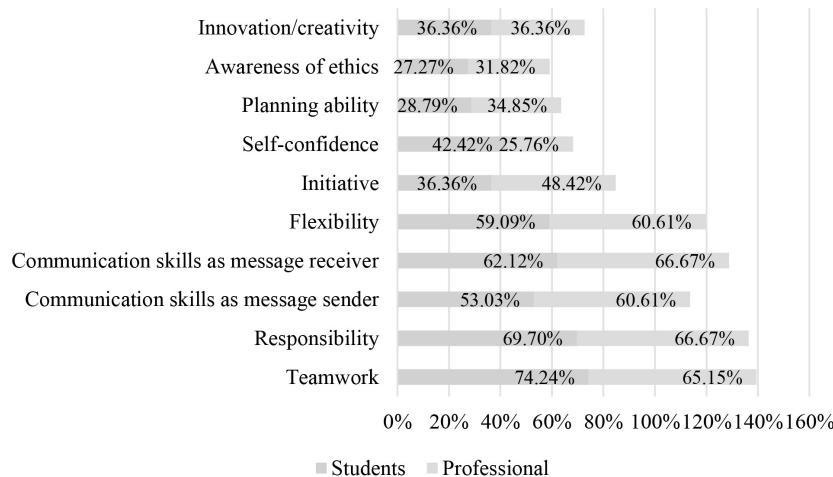 Innovation/creativity 36.36% 36.36%
Awareness of ethics 27.27% 31.82%
Planning ability 28.79% 34.85%
Self-confidence 42.42% 25.76%
Initiative 36.36% 48.42%
Flexibility 59.09% 60.61%
Communication skills as message receiver 62.12% 66.67%
Communication skills as message sender 53.03% 60.61%
Responsibility 69.70% 66.67%
Teamwork 74.24% 65.15%
0% 20% 40% 60% 80% 100% 120% 140% 160%
Students Professional